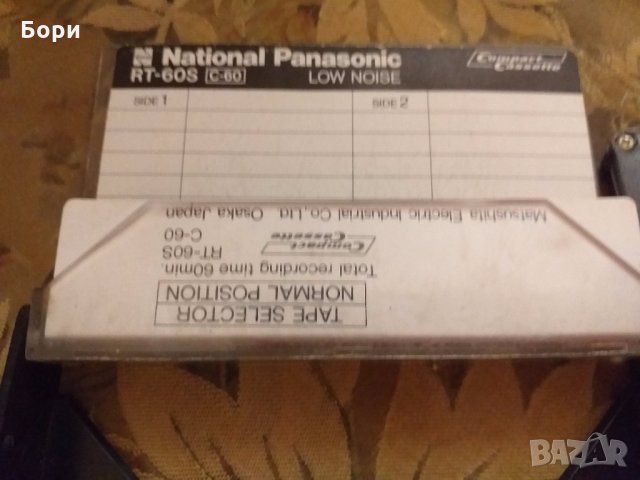 Бори
National Panasonic
Compact Cassette
RT-60S C-60 LOW NOISE
SIDE 1 SIDE 2
TAPE SELECTOR
NORMAL POSITION
Total recording time 60min.
RT-60S
C-60
Compact Cassette
Matsushita Electric Industrial Co., Ltd. Osaka Japan
BAZAR